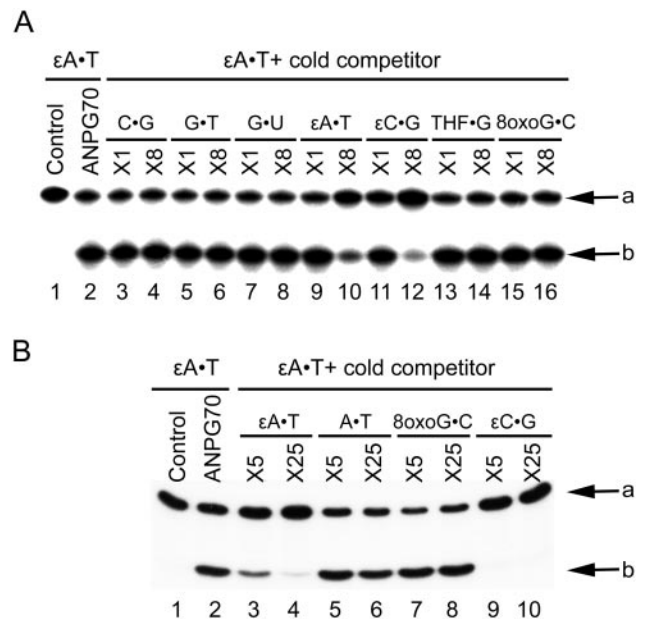 A
εA•T εA•T+ cold competitor
C•G G•T G•U εA•T εC•G THF•G 8oxoG•C
Control ANPG70 X1 X8 X1 X8 X1 X8 X1 X8 X1 X8 X1 X8 X1 X8
a
b
1 2 3 4 5 6 7 8 9 10 11 12 13 14 15 16
B
εA•T εA•T+ cold competitor
εA•T A•T 8oxoG•C εC•G
Control ANPG70 X5 X25 X5 X25 X5 X25 X5 X25
a
b
1 2 3 4 5 6 7 8 9 10